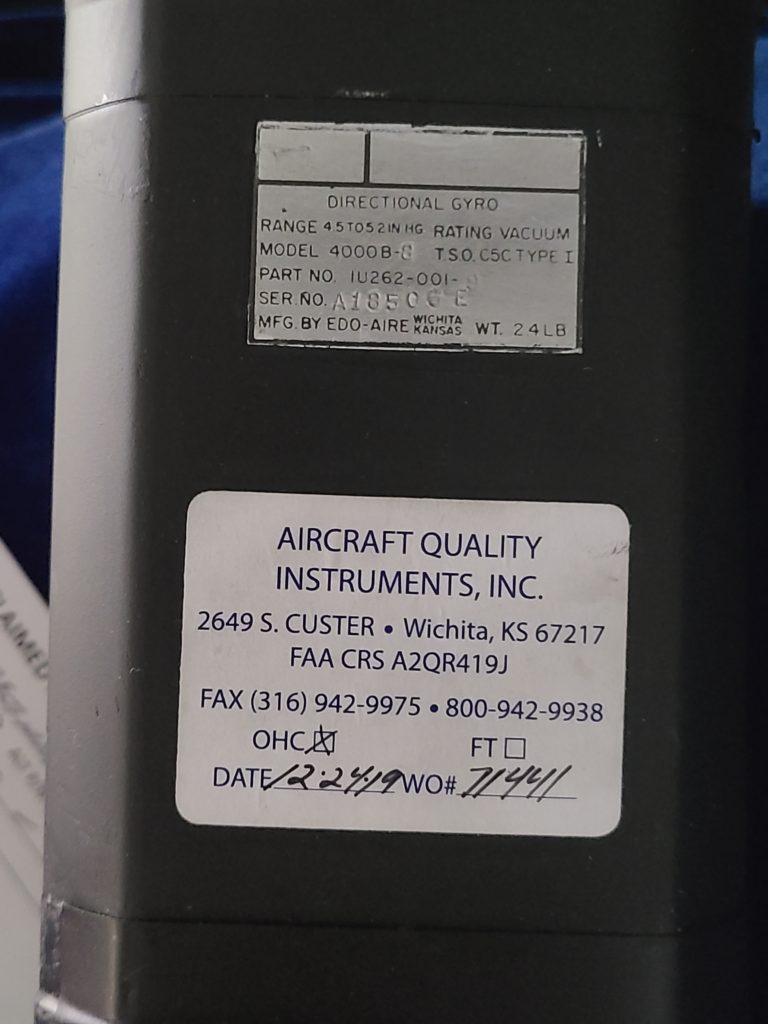 DIRECTIONAL GYRO
RANGE 4.5 TO 5.2 IN HG RATING VACUUM
MODEL 4000B- T.S.O. C5C TYPE I
PART NO. 1U262-001-
SER. NO. A18506 E
MFG. BY EDO-AIRE WICHITA KANSAS WT. 2.4 LB
AIRCRAFT QUALITY
INSTRUMENTS, INC.
2649 S. CUSTER • Wichita, KS 67217
FAA CRS A2QR419J
FAX (316) 942-9975 • 800-942-9938
OHC ☒ FT ☐
DATE 12-24-19 WO# 71441
LAIMED